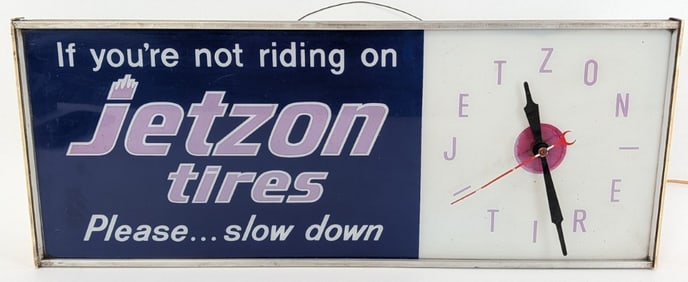 If you're not riding on
jetzon
tires
Please... slow down
JETZON
TIRE